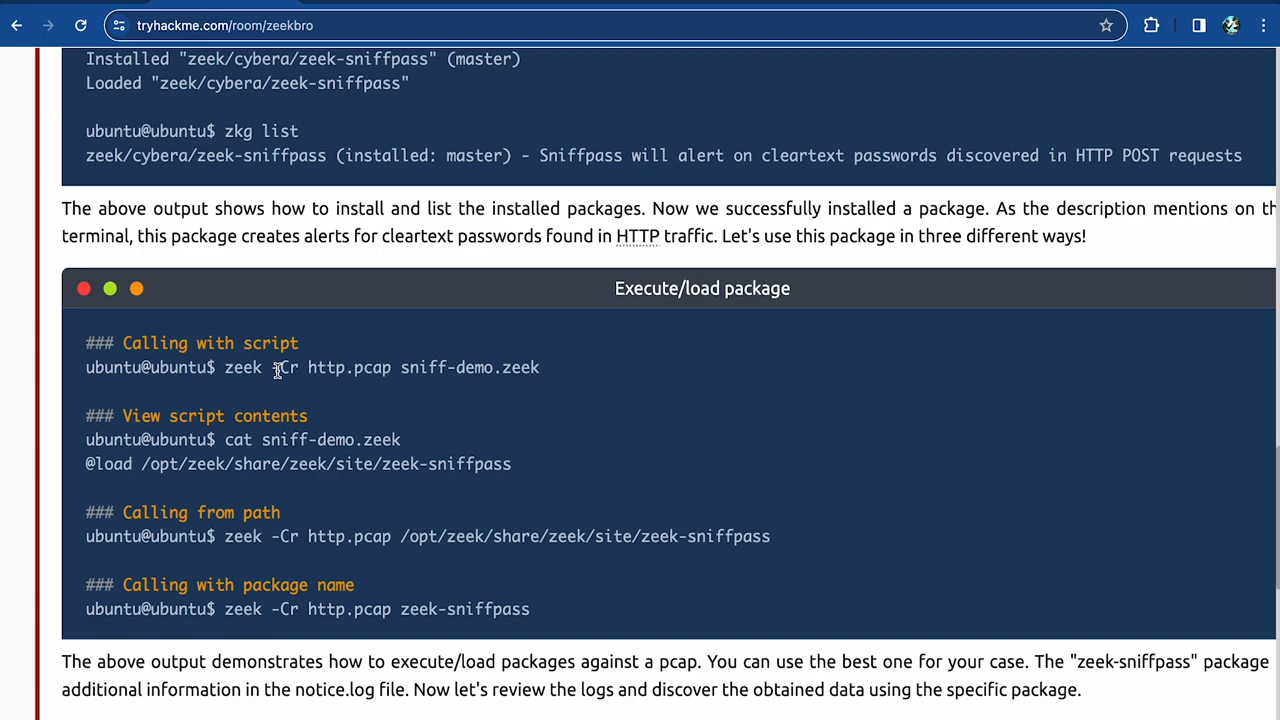 tryhackme.com/room/zeekbro
Installed "zeek/cybera/zeek-sniffpass" (master)
Loaded "zeek/cybera/zeek-sniffpass"
ubuntu@ubuntu$ zkg list
zeek/cybera/zeek-sniffpass (installed: master) - Sniffpass will alert on cleartext passwords discovered in HTTP POST requests
The above output shows how to install and list the installed packages. Now we successfully installed a package. As the description mentions on th
terminal, this package creates alerts for cleartext passwords found in HTTP traffic. Let's use this package in three different ways!
Execute/load package
### Calling with script
ubuntu@ubuntu$ zeek -Cr http.pcap sniff-demo.zeek
### View script contents
ubuntu@ubuntu$ cat sniff-demo.zeek
@load /opt/zeek/share/zeek/site/zeek-sniffpass
### Calling from path
ubuntu@ubuntu$ zeek -Cr http.pcap /opt/zeek/share/zeek/site/zeek-sniffpass
### Calling with package name
ubuntu@ubuntu$ zeek -Cr http.pcap zeek-sniffpass
The above output demonstrates how to execute/load packages against a pcap. You can use the best one for your case. The "zeek-sniffpass" package
additional information in the notice.log file. Now let's review the logs and discover the obtained data using the specific package.